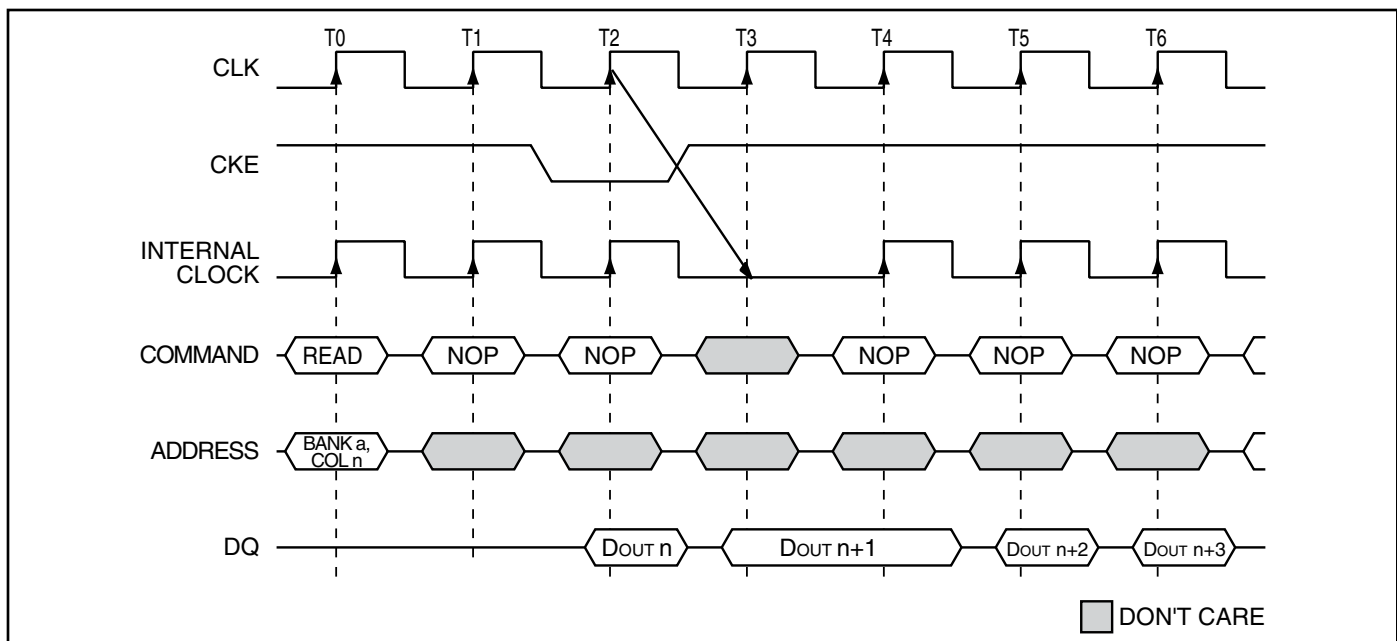 T0 T1 T2 T3 T4 T5 T6
CLK
CKE
INTERNAL
CLOCK
COMMAND READ NOP NOP NOP NOP NOP
ADDRESS BANK a,
COL n
DQ DOUT n DOUT n+1 DOUT n+2 DOUT n+3
DON'T CARE